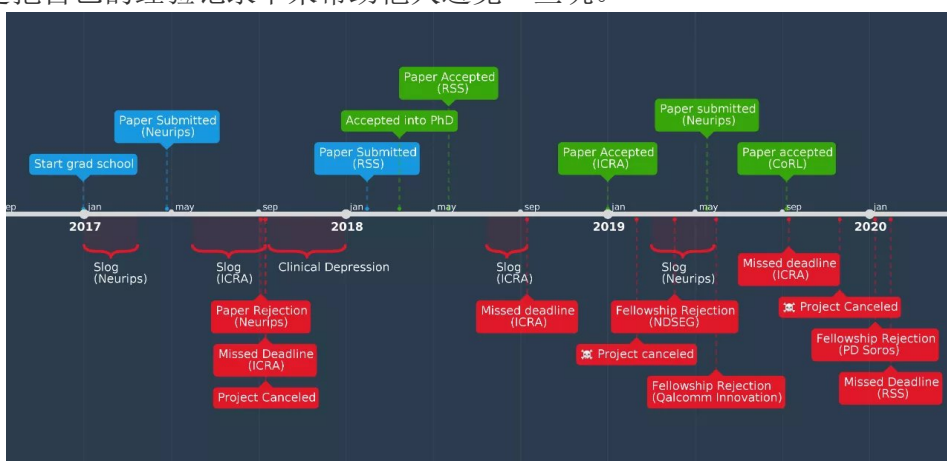 Paper Accepted
(RSS)
Paper Submitted
(Neurips)
Accepted into PhD
Paper submitted
(Neurips)
Start grad school
Paper Submitted
(RSS)
Paper Accepted
(ICRA)
Paper accepted
(CoRL)
ep
jan
may
sep
jan
may
sep
jan
may
sep
jan
2017
2018
2019
2020
Slog
(Neurips)
Slog
(ICRA)
Clinical Depression
Slog
(ICRA)
Slog
(Neurips)
Missed deadline
(ICRA)
Paper Rejection
(Neurips)
Missed deadline
(ICRA)
Fellowship Rejection
(NDSEG)
Project Canceled
Missed Deadline
(ICRA)
Project canceled
Fellowship Rejection
(PD Soros)
Project Canceled
Fellowship Rejection
(Qalcomm Innovation)
Missed Deadline
(RSS)